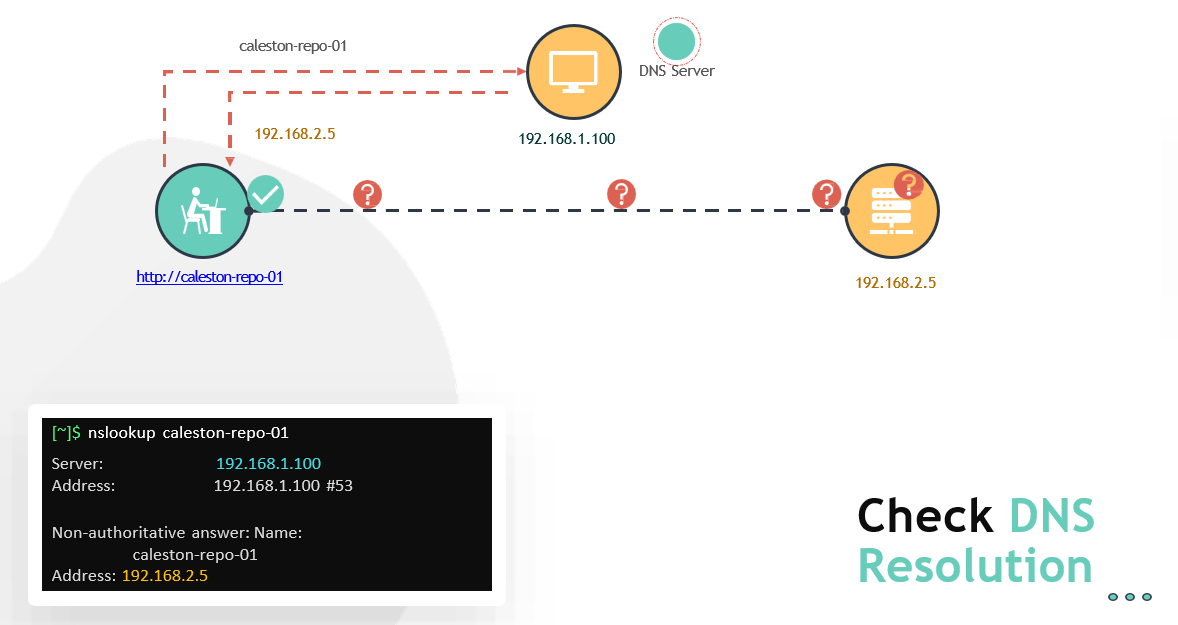 caleston-repo-01
DNS Server
192.168.2.5
192.168.1.100
?
?
?
?
http://caleston-repo-01
192.168.2.5
[~]$ nslookup caleston-repo-01
Server: 192.168.1.100
Address: 192.168.1.100 #53
Non-authoritative answer: Name:
caleston-repo-01
Address: 192.168.2.5
Check DNS
Resolution